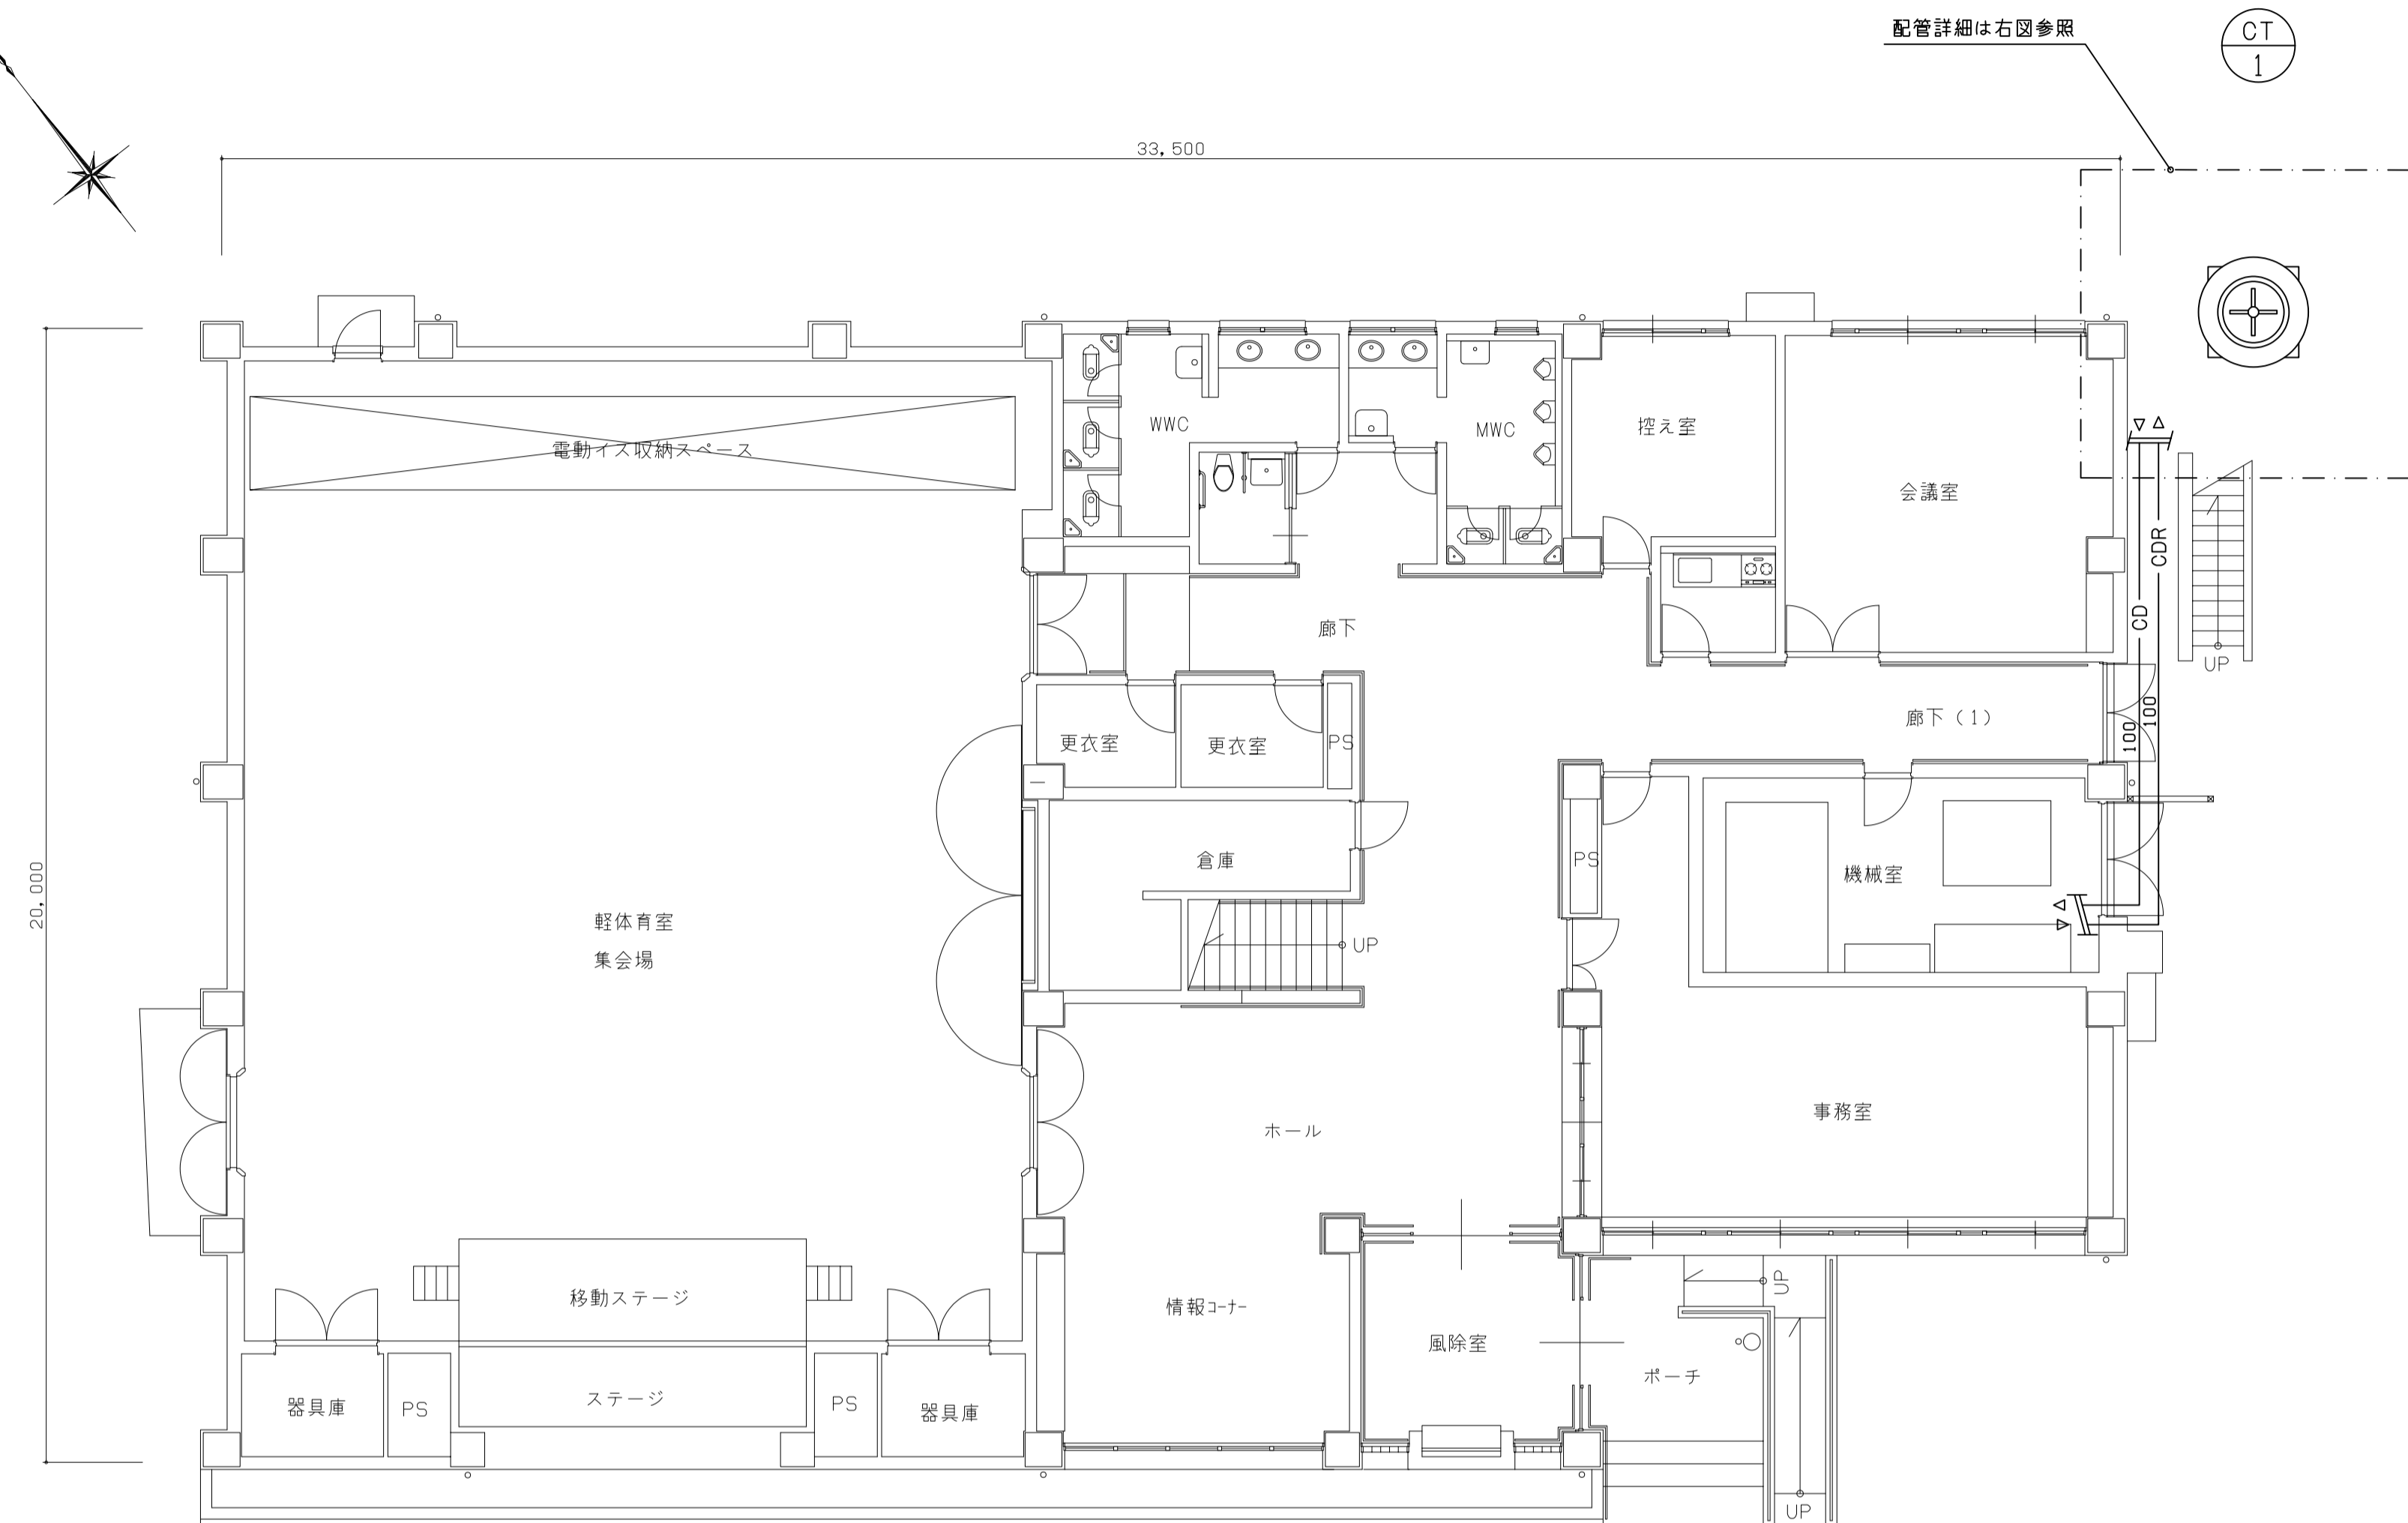 配管詳細は右図参照
CT
1
33,500
電動イス収納スペース
WWC
MWC
控え室
会議室
CDR
CD
廊下
UP
廊下(1)
更衣室
更衣室
PS
100
100
20,000
倉庫
PS
機械室
軽体育室
集会場
UP
事務室
ホール
移動ステージ
情報コーナー
UP
風除室
ポーチ
器具庫
PS
ステージ
PS
器具庫
UP